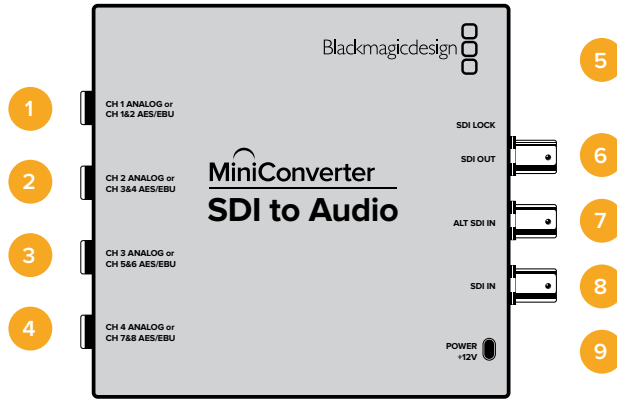 Blackmagicdesign
1
CH 1 ANALOG or
CH 1&2 AES/EBU
5
SDI LOCK
2
CH 2 ANALOG or
CH 3&4 AES/EBU
MiniConverter
SDI to Audio
SDI OUT
6
ALT SDI IN
7
3
CH 3 ANALOG or
CH 5&6 AES/EBU
SDI IN
8
4
CH 4 ANALOG or
CH 7&8 AES/EBU
POWER
+12V
9